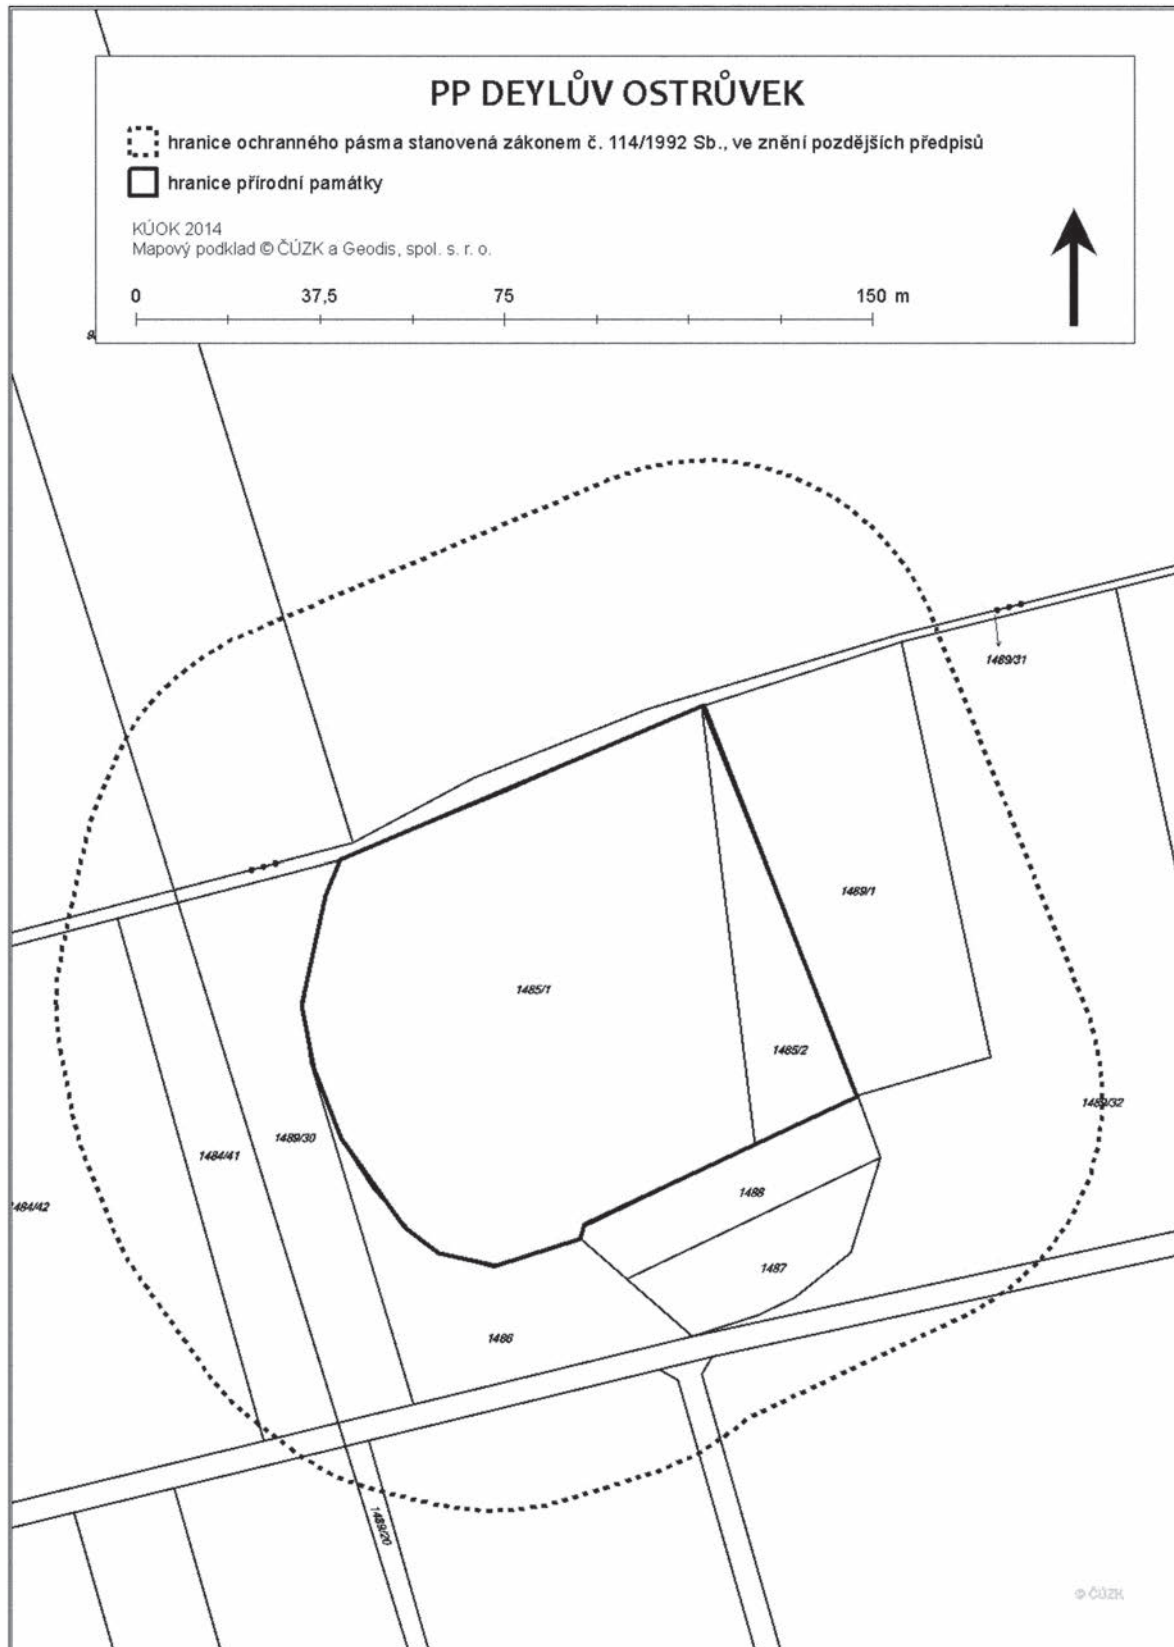 PP DEYLŮV OSTRŮVEK
hranice ochranného pásma stanovená zákonem č. 114/1992 Sb., ve znění pozdějších předpisů
hranice přírodní památky
KÚOK 2014
Mapový podklad © ČÚZK a Geodis, spol. s. r. o.
0 37,5 75 150 m
1489/31
1489/1
1485/1
1485/2
1489/32
1489/30
1484/41
1488
1484/42
1487
1486
1489/20
© ČÚZK